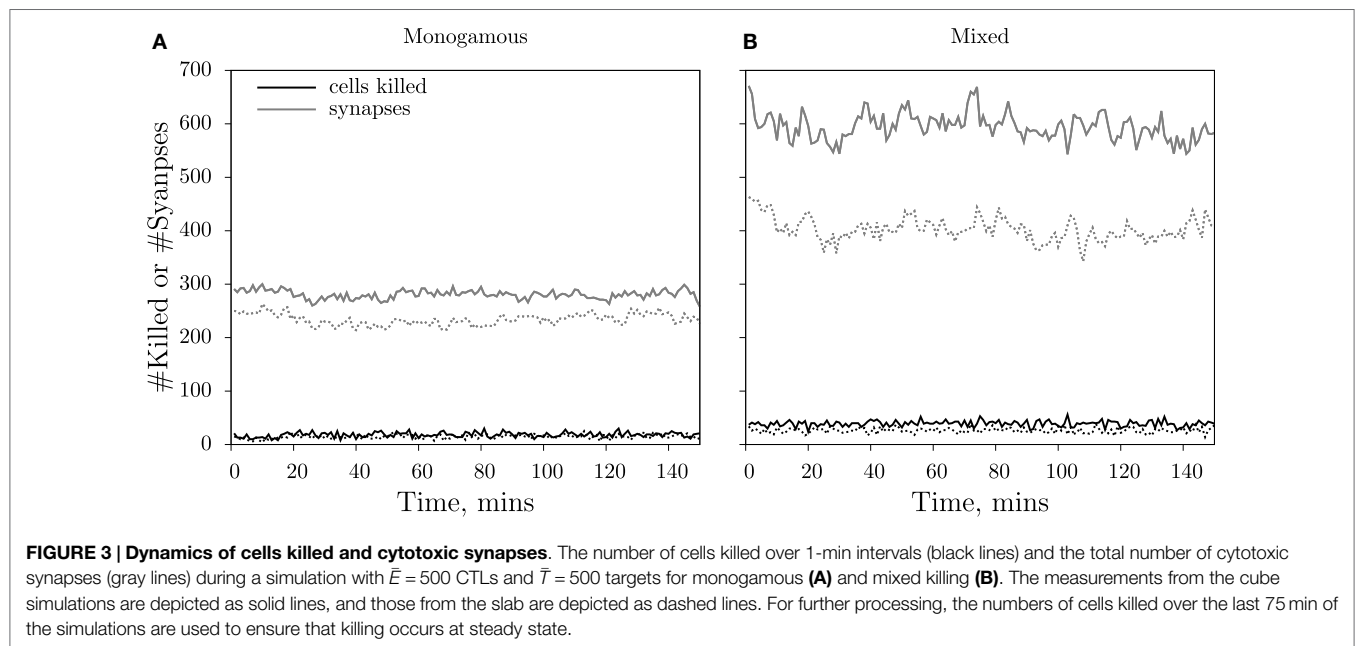 A
Monogamous
B
Mixed
cells killed
synapses
#Killed or #Syanpses
700
600
500
400
300
200
100
0
0 20 40 60 80 100 120 140
0 20 40 60 80 100 120 140
Time, mins
Time, mins
FIGURE 3 | Dynamics of cells killed and cytotoxic synapses. The number of cells killed over 1-min intervals (black lines) and the total number of cytotoxic
synapses (gray lines) during a simulation with Ē = 500 CTLs and T̄ = 500 targets for monogamous (A) and mixed killing (B). The measurements from the cube
simulations are depicted as solid lines, and those from the slab are depicted as dashed lines. For further processing, the numbers of cells killed over the last 75 min of
the simulations are used to ensure that killing occurs at steady state.